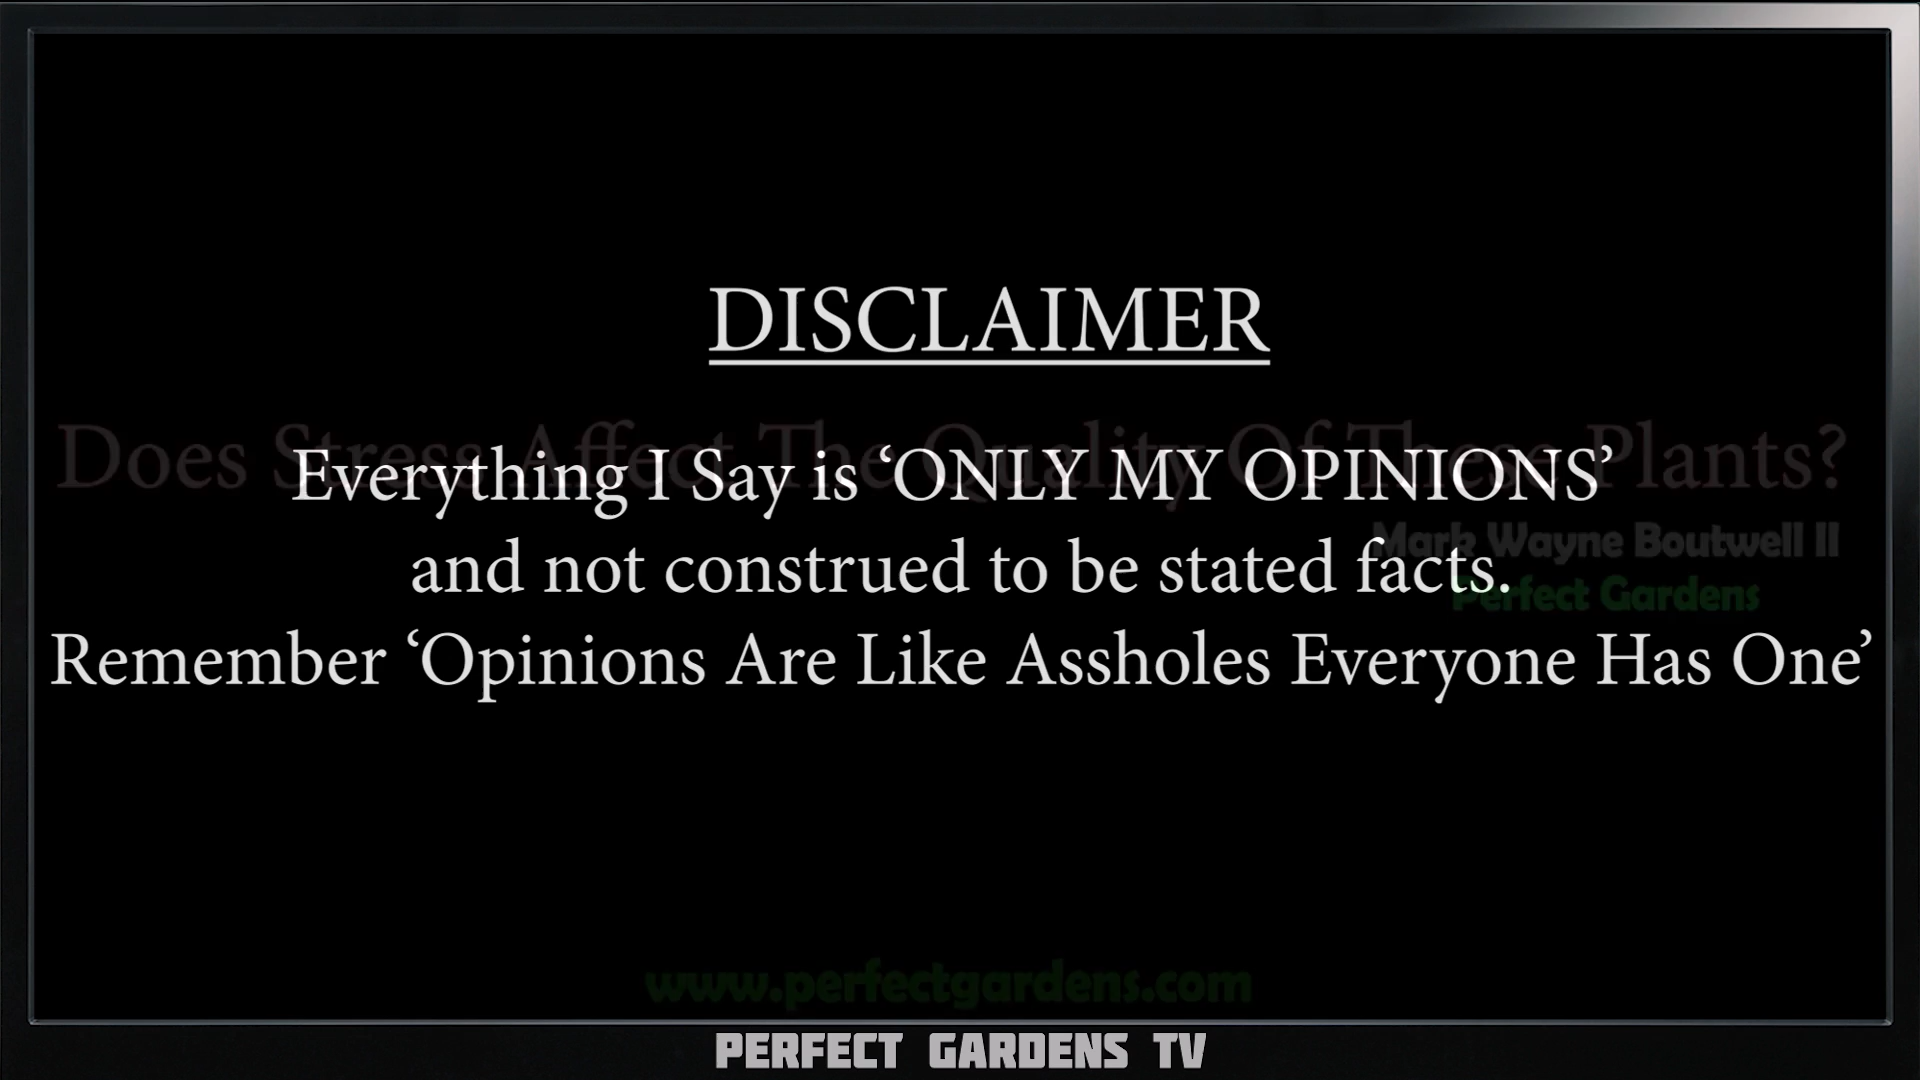 DISCLAIMER
Does Stress Affect The Quality Of These Plants?
Everything I Say is ‘ONLY MY OPINIONS’
Mark Wayne Boutwell II
and not construed to be stated facts.
Perfect Gardens
Remember ‘Opinions Are Like Assholes Everyone Has One’
www.perfectgardens.com
PERFECT GARDENS TV